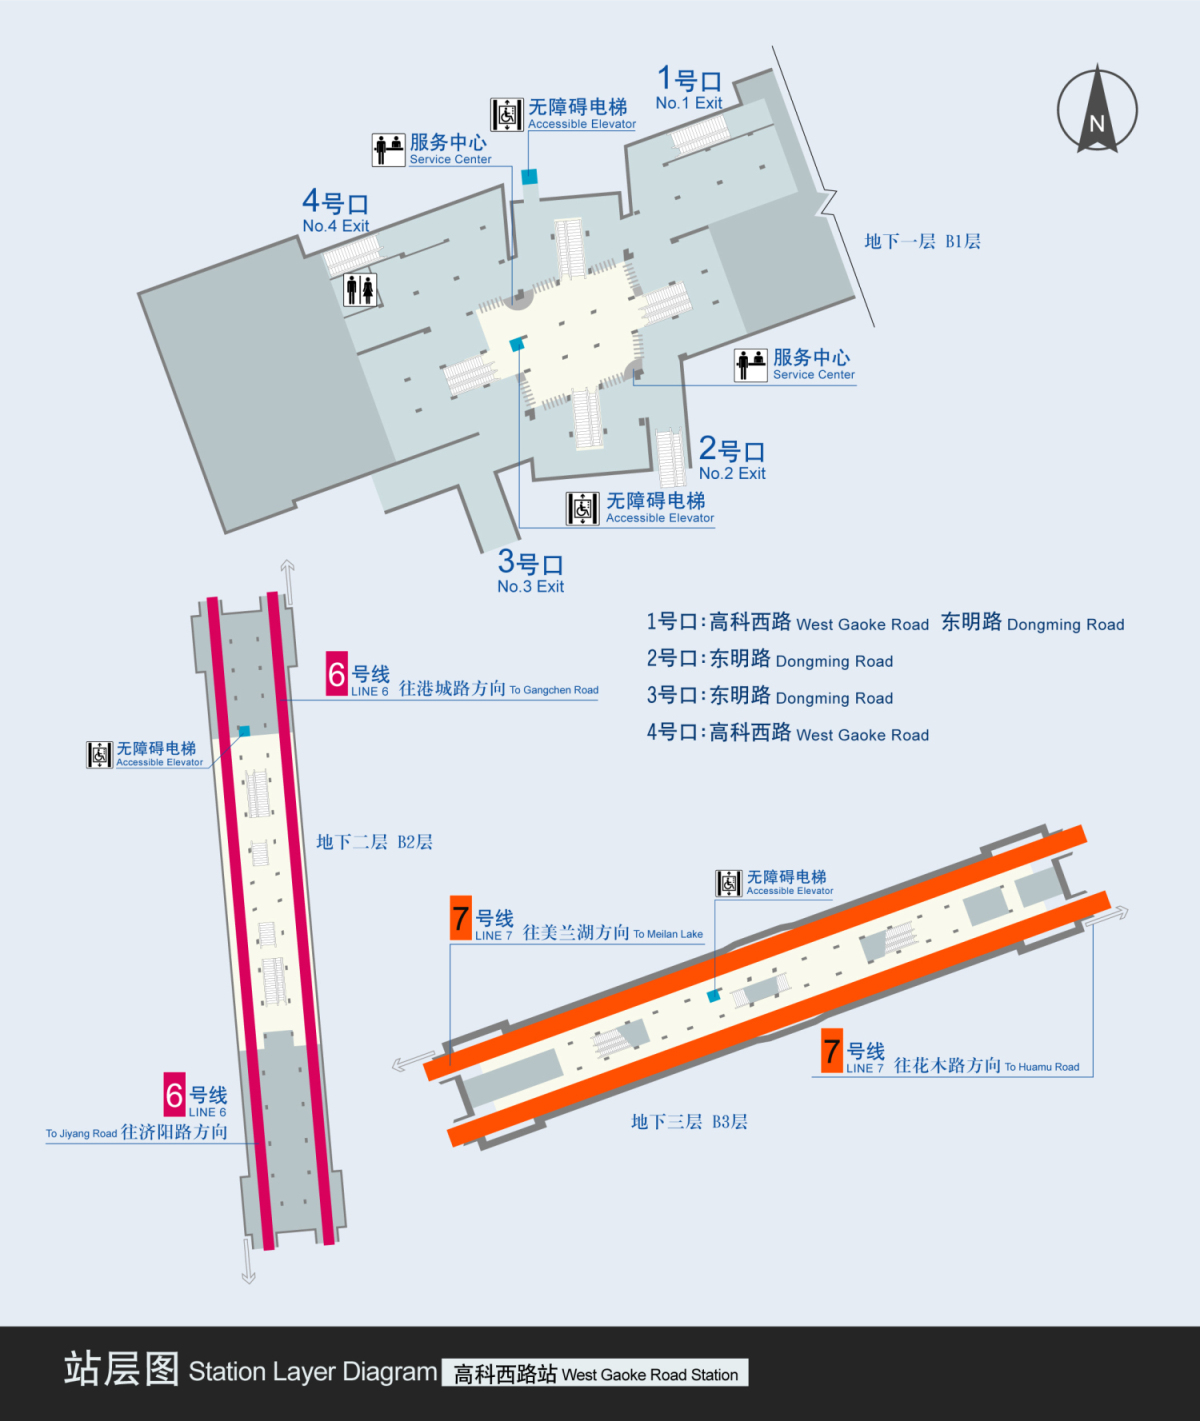 1号口
No.1 Exit
N
无障碍电梯
Accessible Elevator
服务中心
Service Center
4号口
No.4 Exit
地下一层 B1层
服务中心
Service Center
2号口
No.2 Exit
无障碍电梯
Accessible Elevator
3号口
No.3 Exit
1号口:高科西路 West Gaoke Road 东明路 Dongming Road
2号口:东明路 Dongming Road
3号口:东明路 Dongming Road
4号口:高科西路 West Gaoke Road
6 号线
LINE 6 往港城路方向 To Gangchen Road
无障碍电梯
Accessible Elevator
地下二层 B2层
6 号线
LINE 6
To Jiyang Road 往济阳路方向
无障碍电梯
Accessible Elevator
7 号线
LINE 7 往美兰湖方向 To Meilan Lake
7 号线
LINE 7 往花木路方向 To Huamu Road
地下三层 B3层
站层图 Station Layer Diagram 高科西路站 West Gaoke Road Station